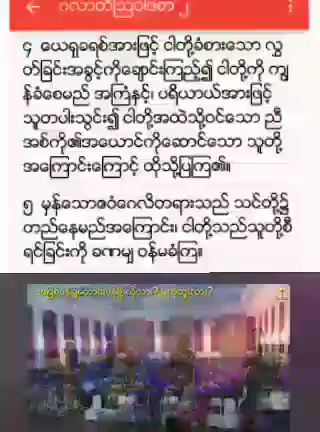 ဂလာတိဩဝါဒစာ ၂
၄ ယေရှုခရစ်အားဖြင့် ငါတို့ခံစားသော လွှ
တ်ခြင်းအခွင့်ကိုချောင်းကြည့်၍ ငါတို့ကို ကျွ
န်ခံစေမည် အကြံနှင့်၊ ပရိယာယ်အားဖြင့်
သူတပါးသွင်း၍ ငါတို့အထဲသို့ဝင်သော ညီ
အစ်ကို၏အယောင်ကိုဆောင်သော သူတို့
အကြောင်းကြောင့် ထိုသို့ပြုကြ၏။
၅ မှန်သောဧဝံဂေလိတရားသည် သင်တို့၌
တည်နေမည်အကြောင်း၊ ငါတို့သည်သူတို့စီ
ရင်ခြင်းကို ခဏမျှ ဝန်မခံကြ။